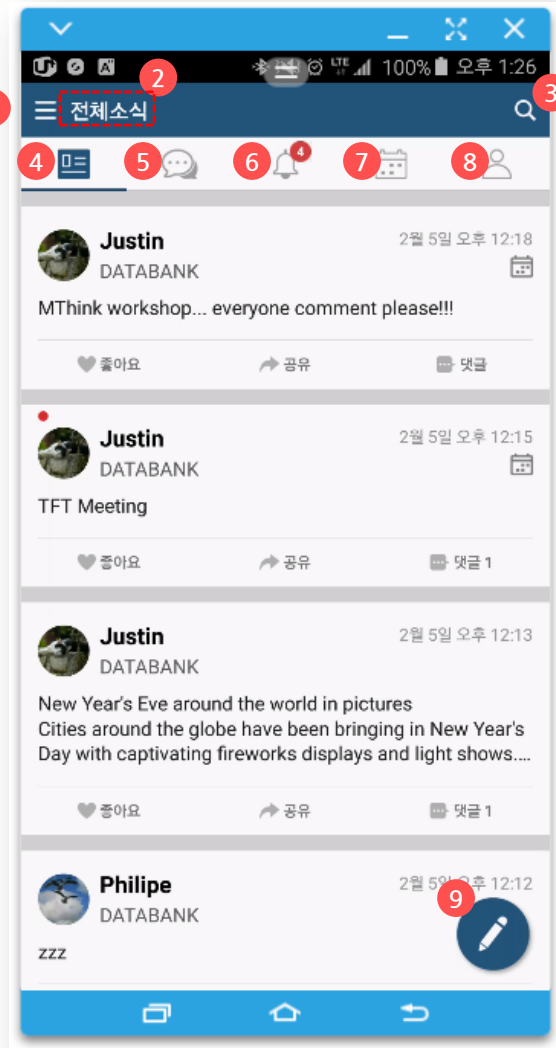 100% 오후 1:26
2
전체소식
3
4
5
6
4
7
8
Justin
2월 5일 오후 12:18
DATABANK
MThink workshop... everyone comment please!!!
좋아요 공유 댓글
Justin
2월 5일 오후 12:15
DATABANK
TFT Meeting
좋아요 공유 댓글 1
Justin
2월 5일 오후 12:13
DATABANK
New Year's Eve around the world in pictures
Cities around the globe have been bringing in New Year's
Day with captivating fireworks displays and light shows....
좋아요 공유 댓글 1
Philipe
2월 5일 오후 12:12
DATABANK
9
zzz